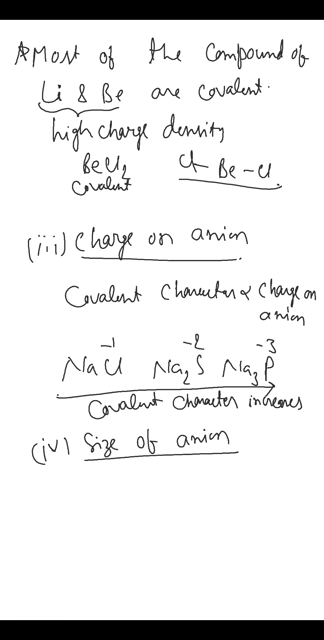 * Most of the Compound of
Li & Be are Covalent.
high charge density
BeCl2 Cl-Be-Cl
Covalent
(iii) Charge on anion
Covalent Character ∝ Charge on
anion
-1 -2 -3
NaCl Na2S Na3P
Covalent Character increases
(iv) Size of anion